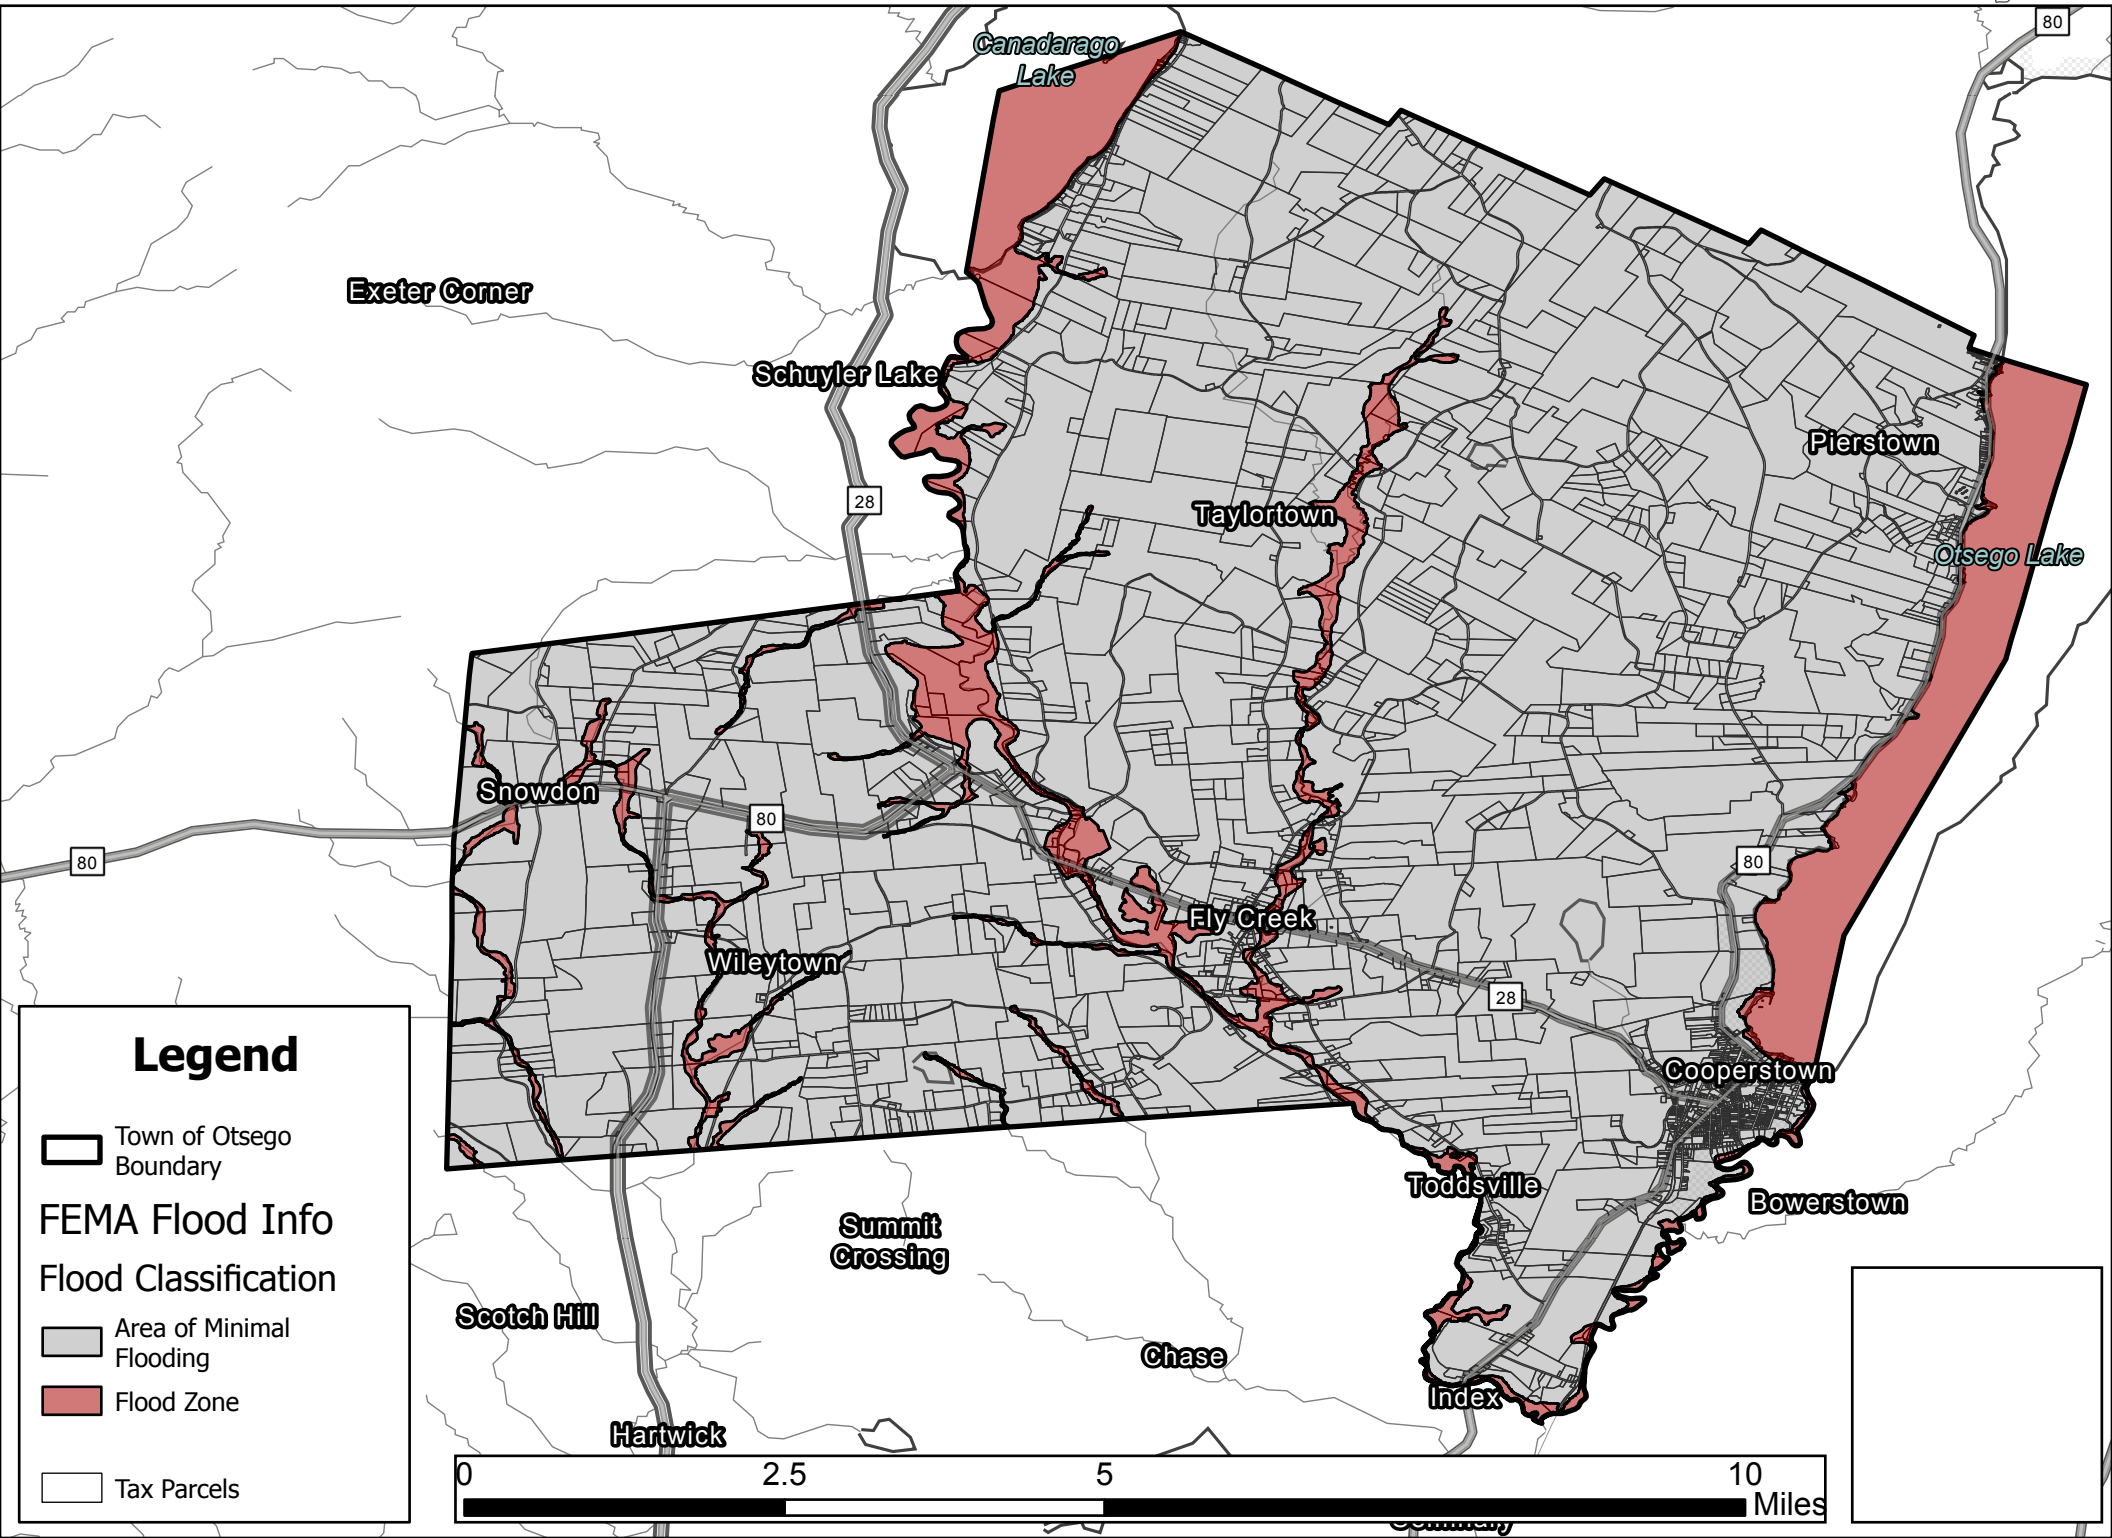 80
Canadarago
Lake
Exeter Corner
Schuyler Lake
Pierstown
28
Taylortown
Otsego Lake
Snowdon
80
80
80
Fly Creek
Wileytown
28
Cooperstown
Toddsville
Bowerstown
Summit
Crossing
Scotch Hill
Chase
Index
Hartwick
Legend
Town of Otsego
Boundary
FEMA Flood Info
Flood Classification
Area of Minimal
Flooding
Flood Zone
Tax Parcels
0 2.5 5 10
Miles